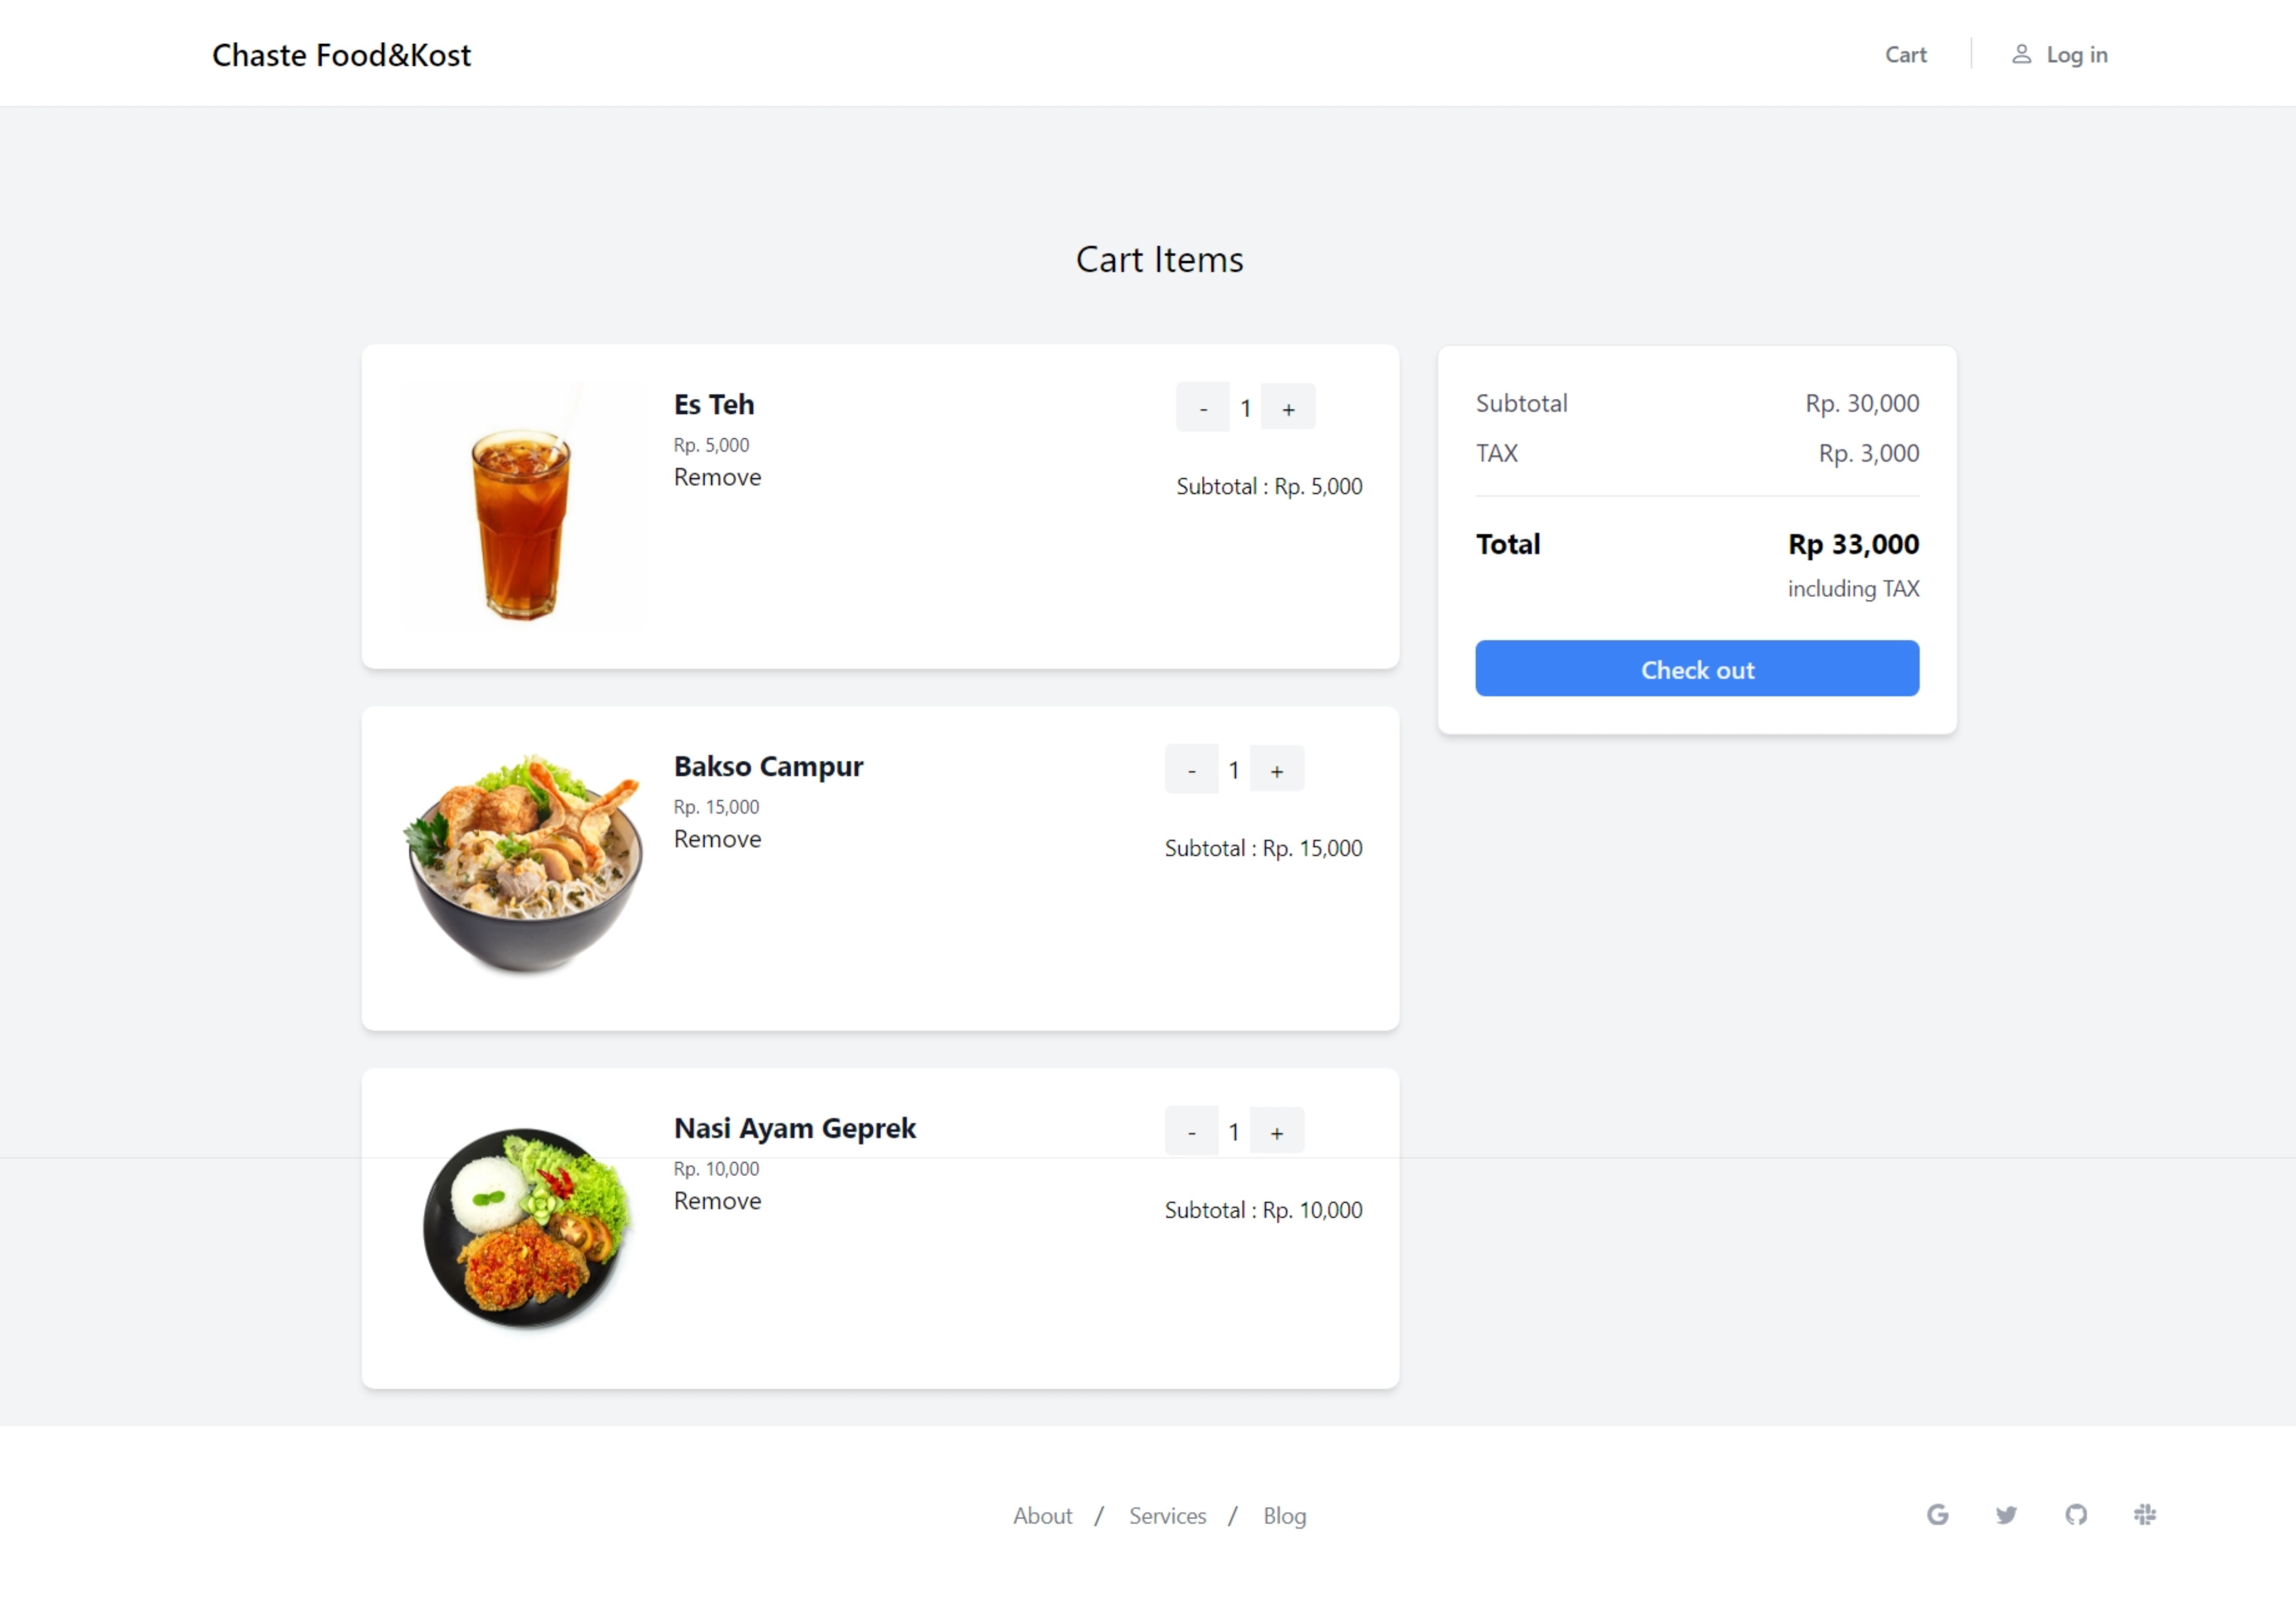 Chaste Food&Kost
Cart
Log in
Cart Items
Es Teh
Rp. 5,000
Remove
- 1 +
Subtotal : Rp. 5,000
Bakso Campur
Rp. 15,000
Remove
- 1 +
Subtotal : Rp. 15,000
Nasi Ayam Geprek
Rp. 10,000
Remove
- 1 +
Subtotal : Rp. 10,000
Subtotal Rp. 30,000
TAX Rp. 3,000
Total Rp 33,000
including TAX
Check out
About / Services / Blog